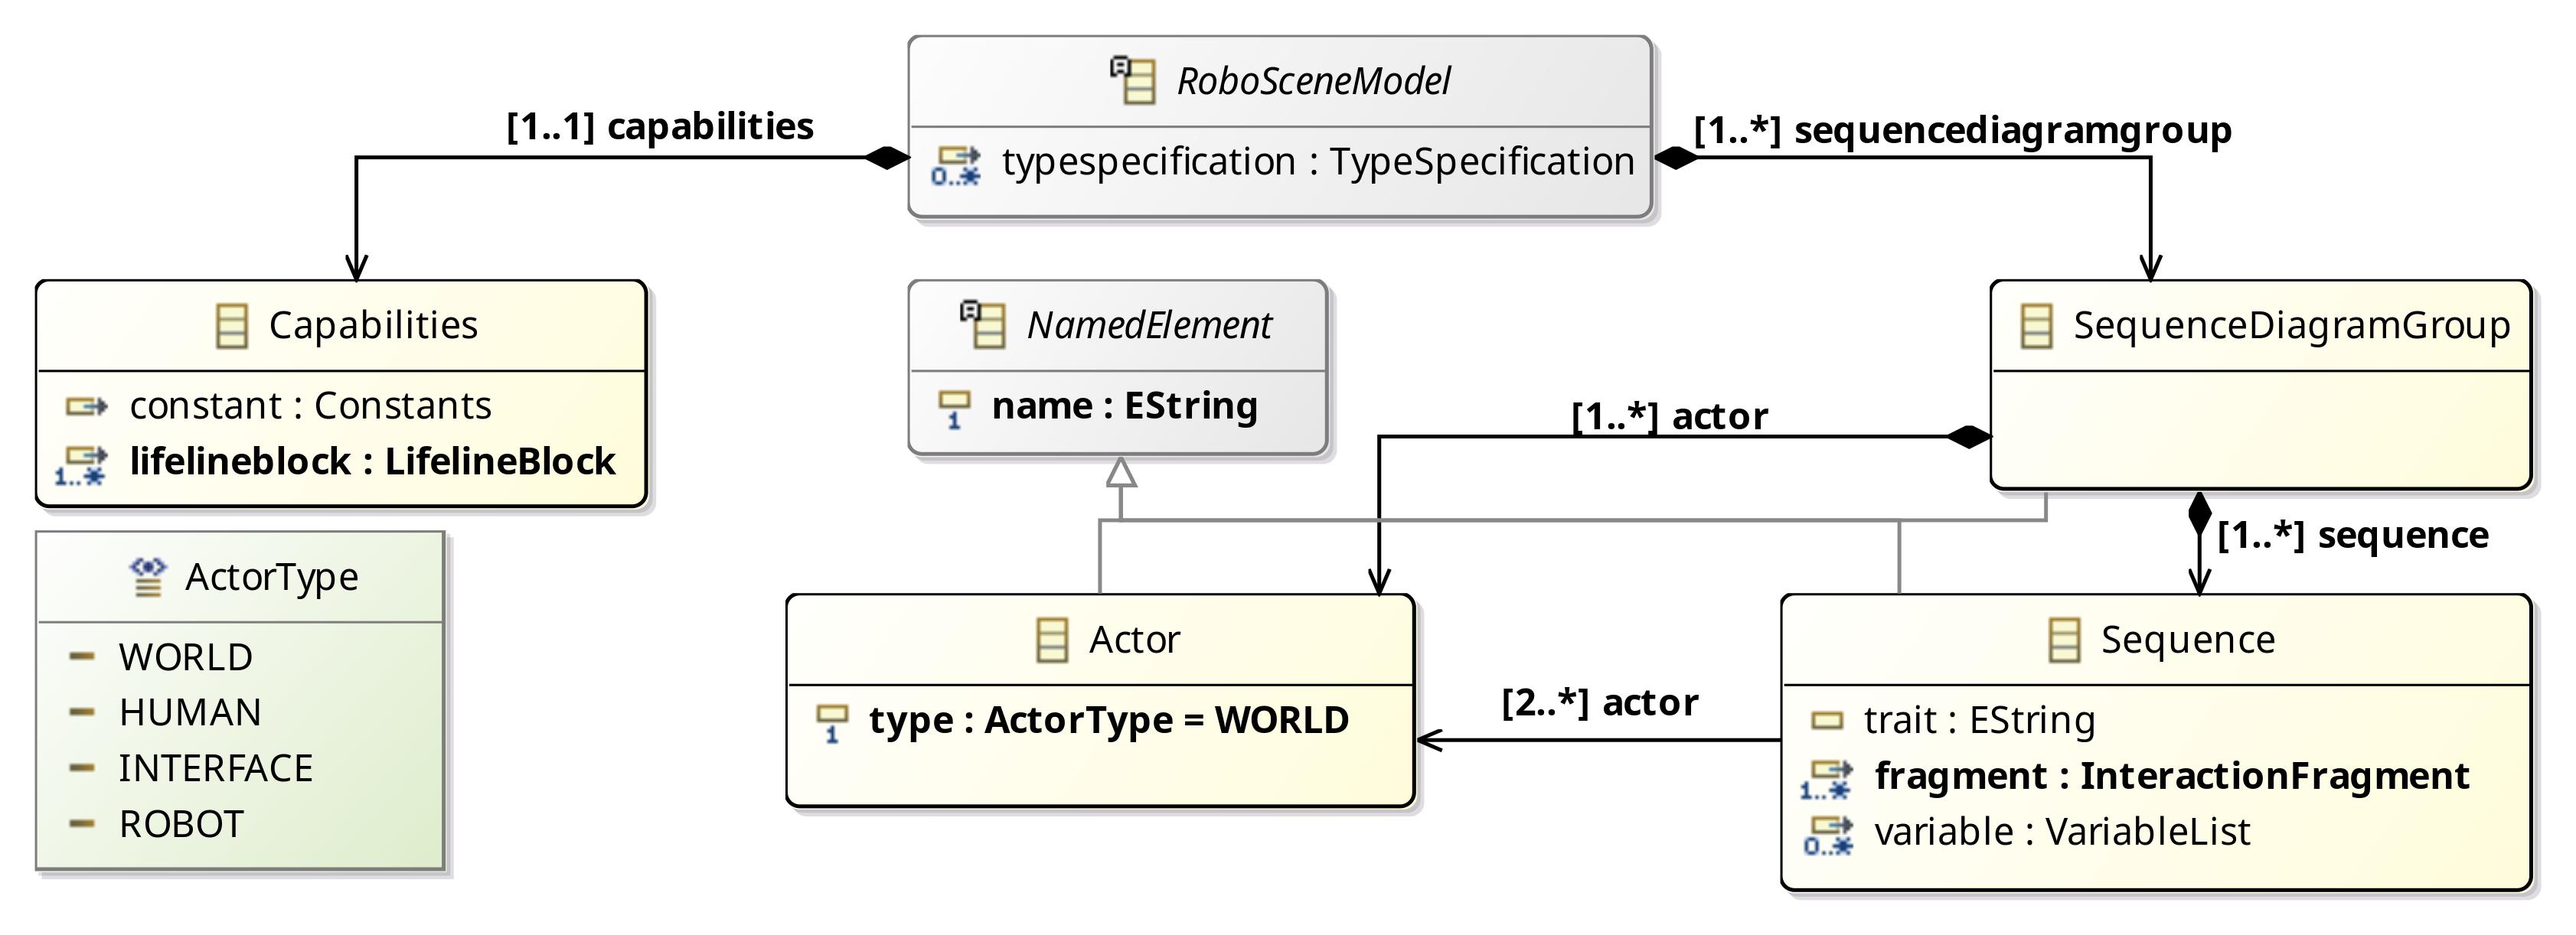 RoboSceneModel
typespecification : TypeSpecification
0..*
[1..1] capabilities
[1..*] sequencediagramgroup
Capabilities
constant : Constants
lifelineblock : LifelineBlock
1..*
NamedElement
name : EString
1
SequenceDiagramGroup
[1..*] actor
[1..*] sequence
ActorType
WORLD
HUMAN
INTERFACE
ROBOT
Actor
type : ActorType = WORLD
1
[2..*] actor
Sequence
trait : EString
fragment : InteractionFragment
1..*
variable : VariableList
0..*